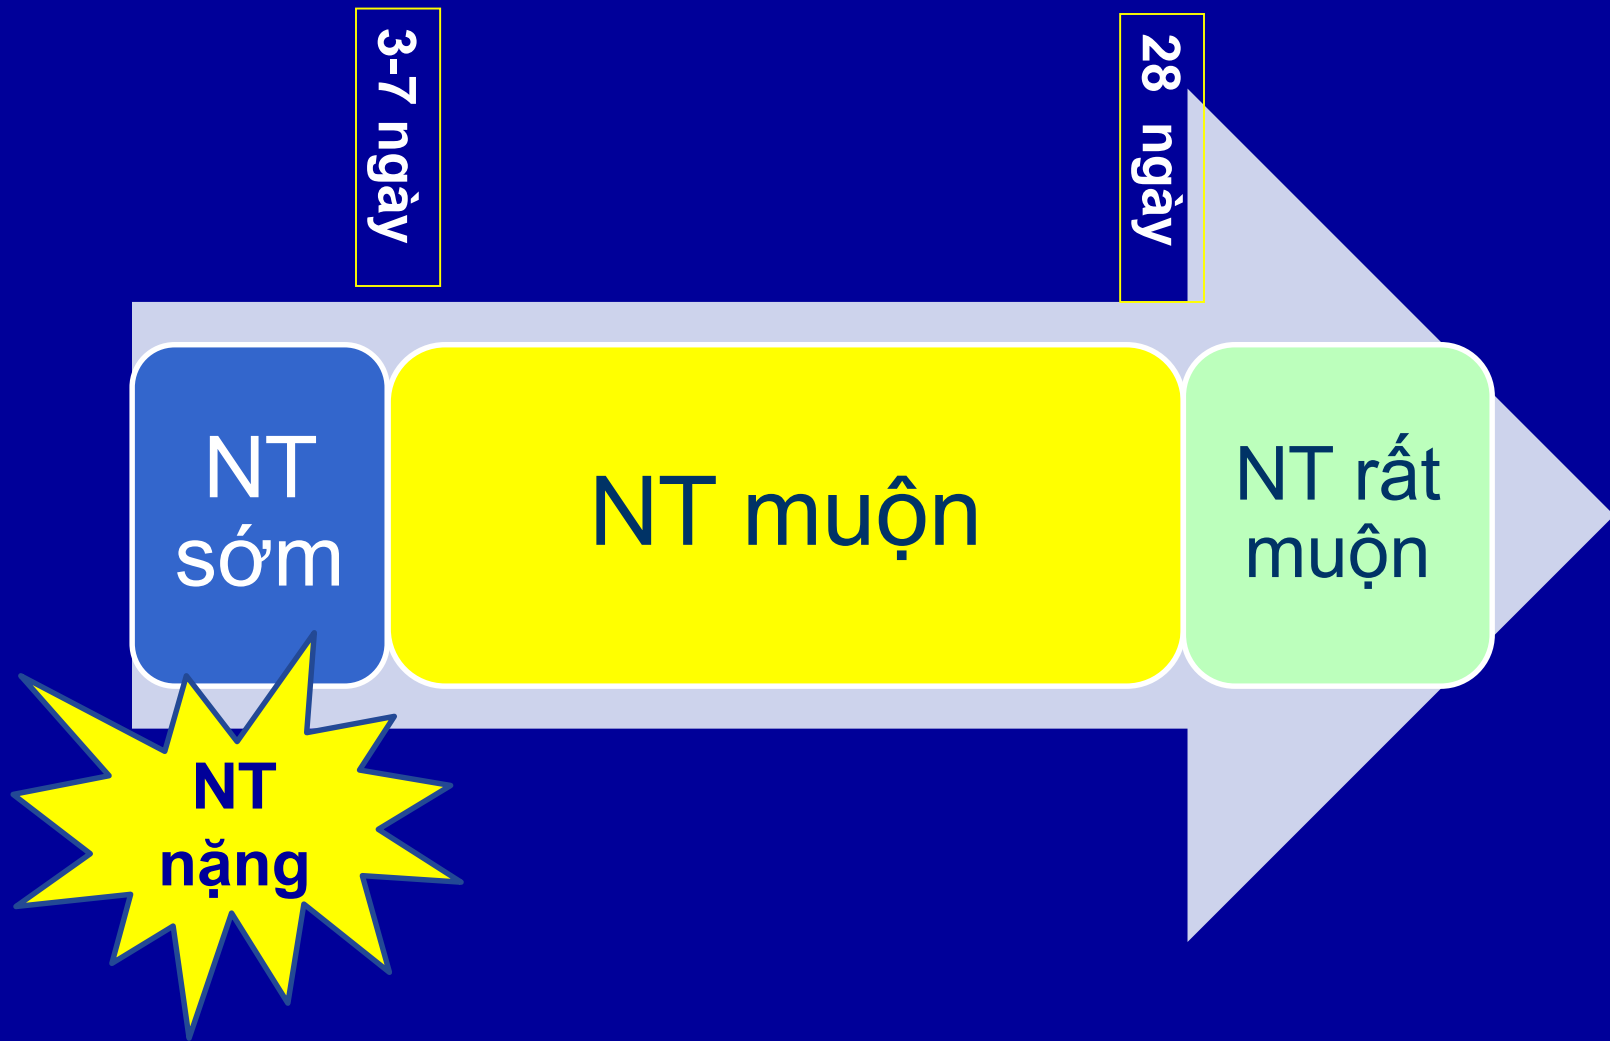 3-7 ngày
28 ngày
NT
sớm
NT muộn
NT rất
muộn
NT
nặng